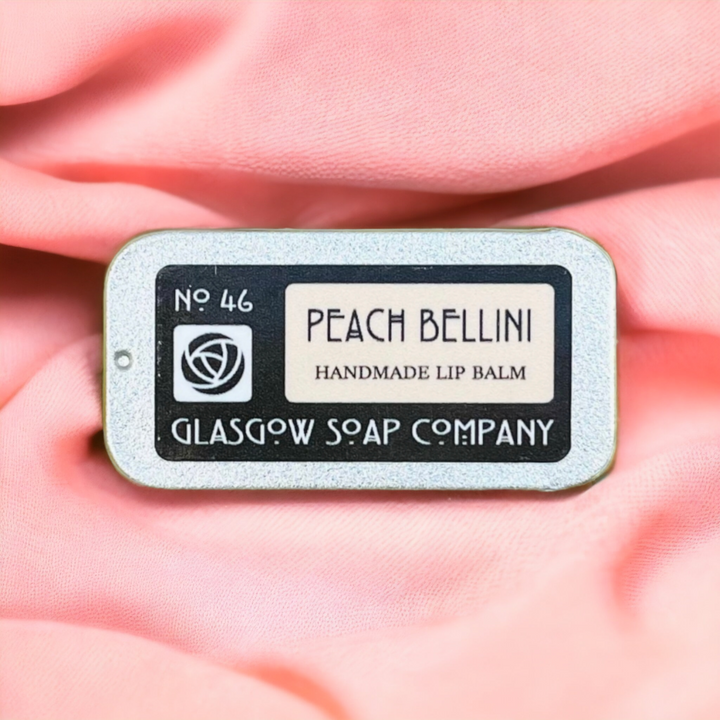 Nº 46
PEACH BELLINI
HANDMADE LIP BALM
GLASGOW SOAP COMPANY